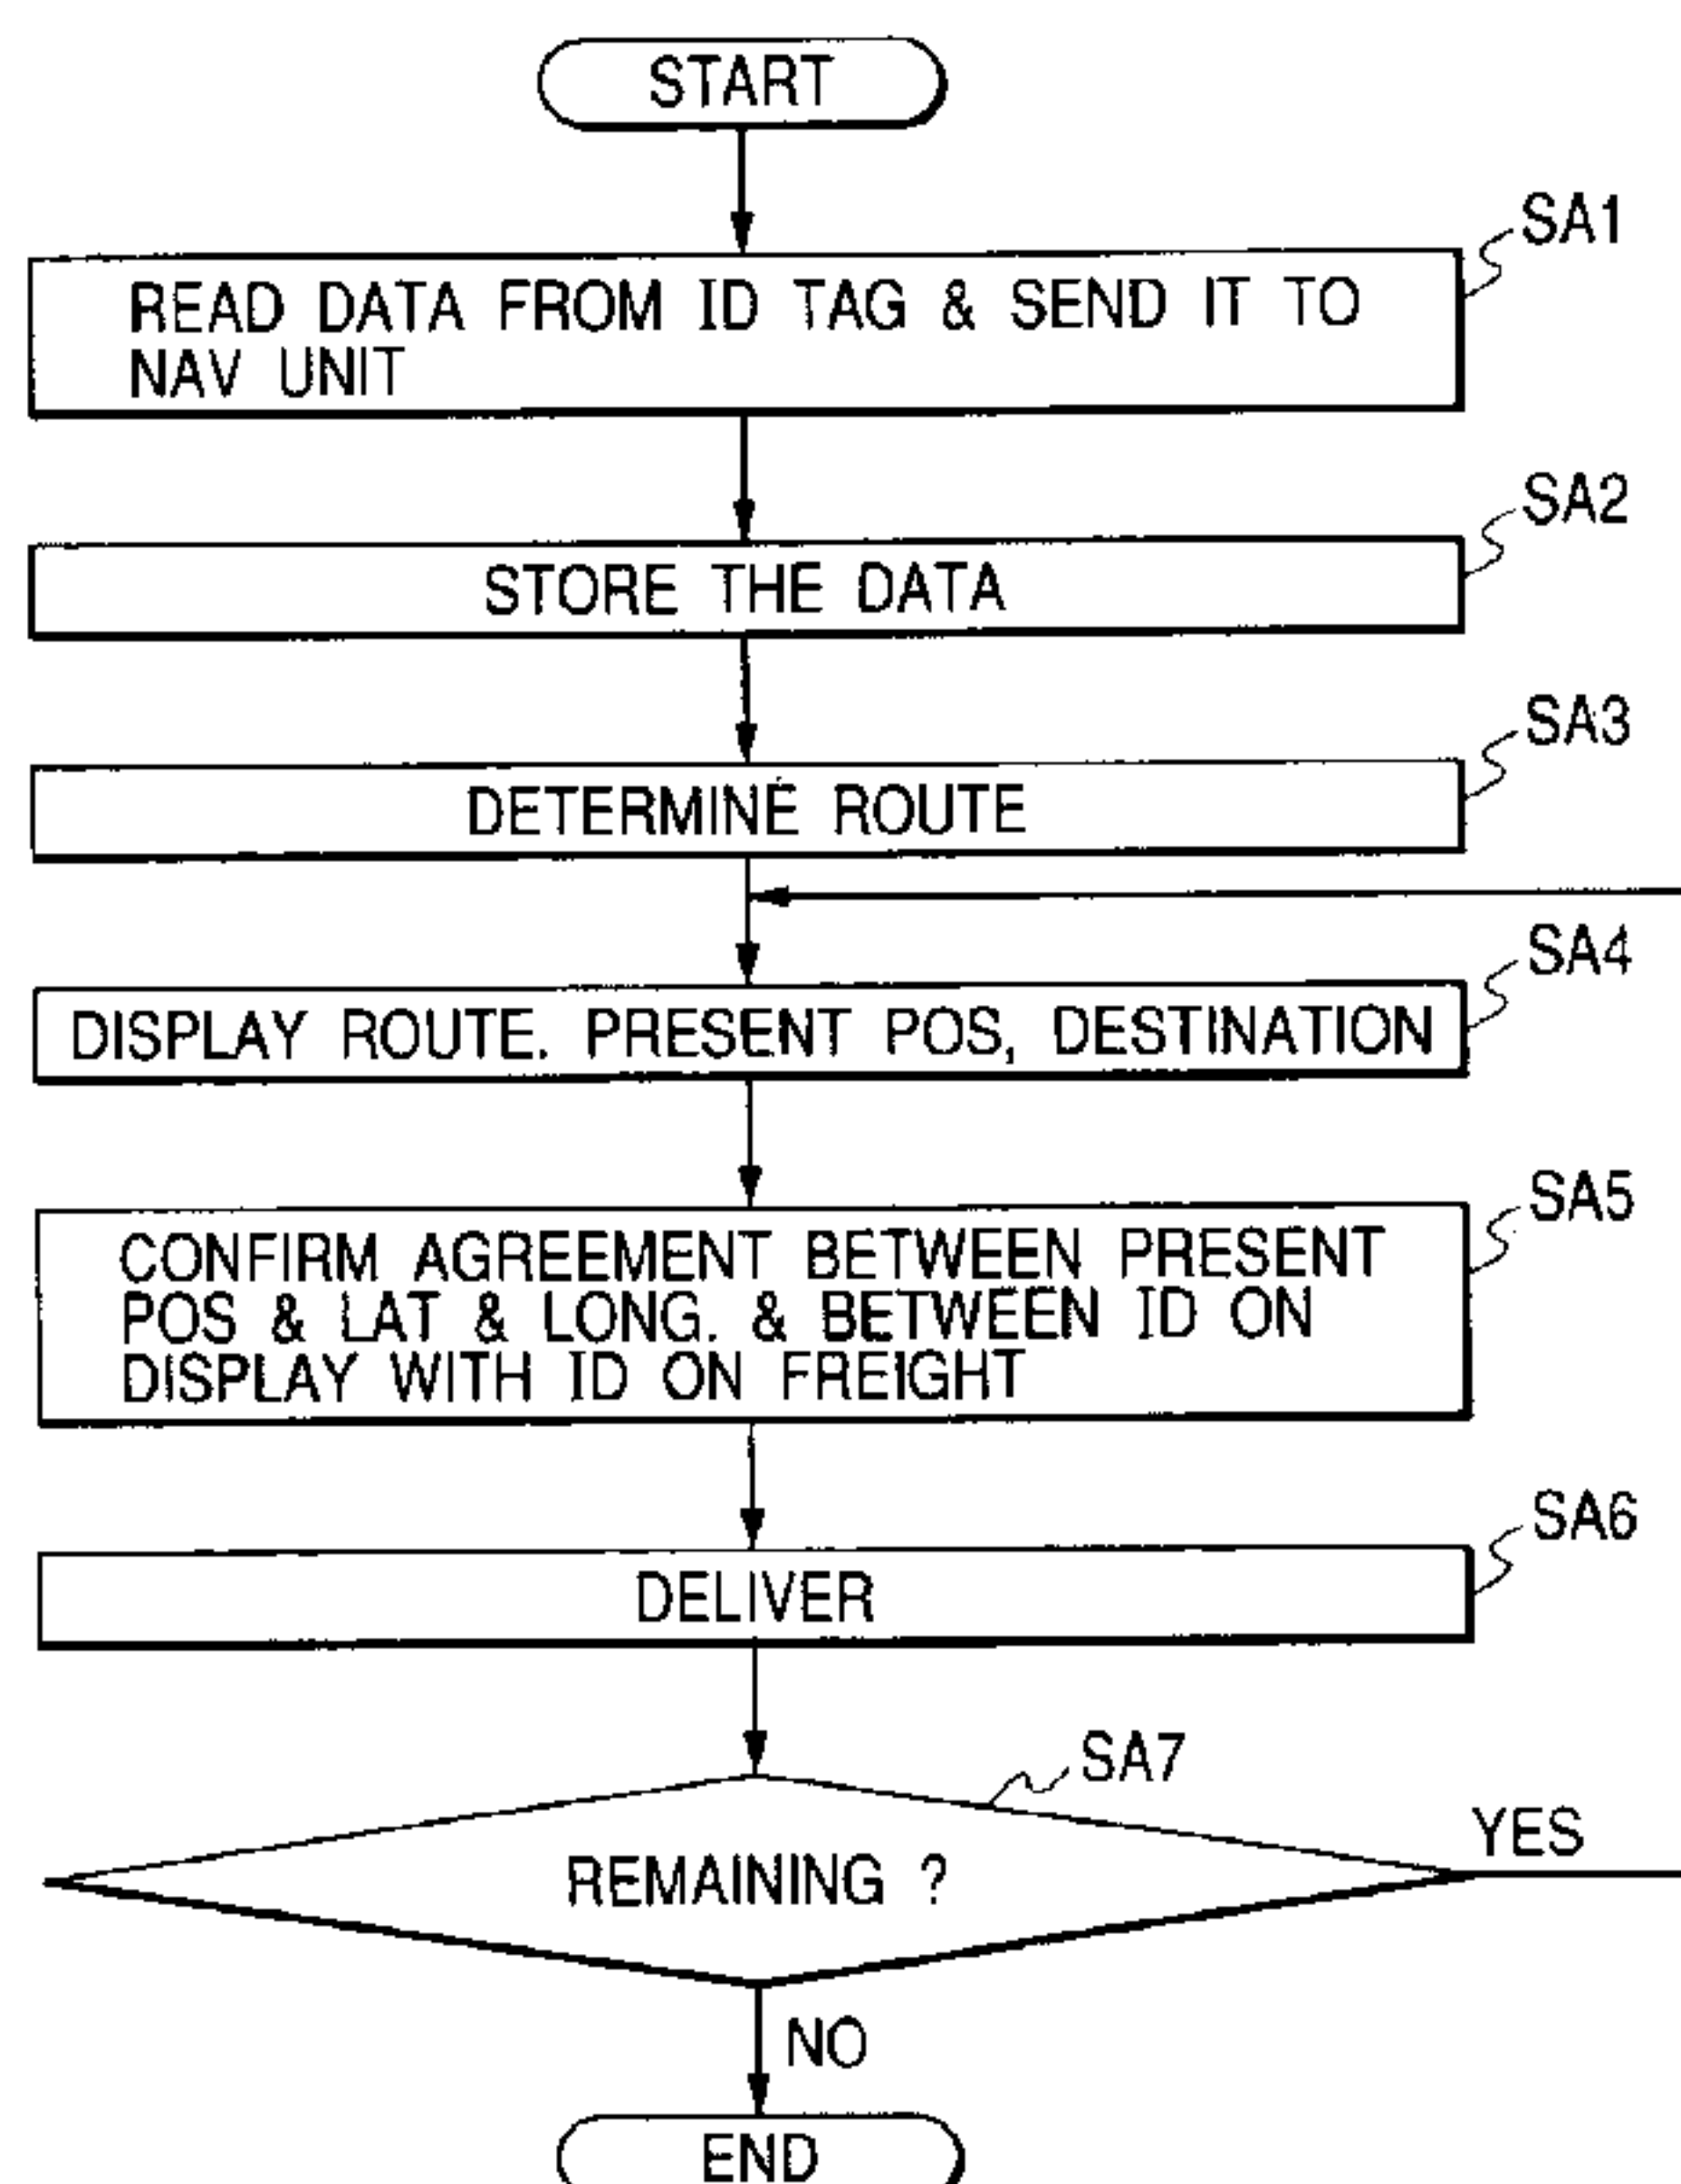 START
SA1
READ DATA FROM ID TAG & SEND IT TO
NAV UNIT
SA2
STORE THE DATA
SA3
DETERMINE ROUTE
SA4
DISPLAY ROUTE. PRESENT POS, DESTINATION
SA5
CONFIRM AGREEMENT BETWEEN PRESENT
POS & LAT & LONG. & BETWEEN ID ON
DISPLAY WITH ID ON FREIGHT
SA6
DELIVER
SA7
REMAINING ?
YES
NO
END